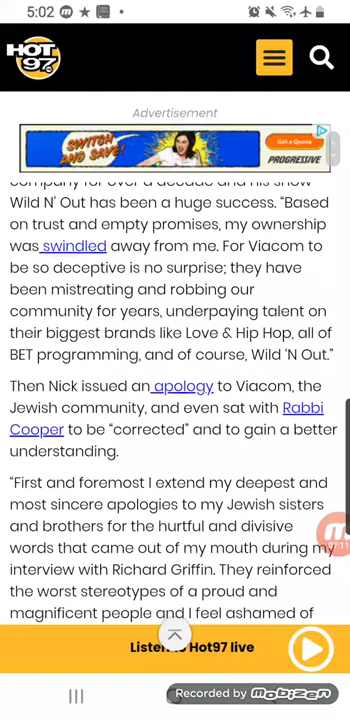 5:02
HOT
97
Advertisement
SWITCH
AND SAVE!
Get a Quote
PROGRESSIVE
company for over a decade and his show
Wild N' Out has been a huge success. “Based
on trust and empty promises, my ownership
was swindled away from me. For Viacom to
be so deceptive is no surprise; they have
been mistreating and robbing our
community for years, underpaying talent on
their biggest brands like Love & Hip Hop, all of
BET programming, and of course, Wild ‘N Out.”
Then Nick issued an apology to Viacom, the
Jewish community, and even sat with Rabbi
Cooper to be “corrected” and to gain a better
understanding.
“First and foremost I extend my deepest and
most sincere apologies to my Jewish sisters
and brothers for the hurtful and divisive
words that came out of my mouth during my
interview with Richard Griffin. They reinforced
the worst stereotypes of a proud and
magnificent people and I feel ashamed of
Hot97 live
Recorded by mobizen